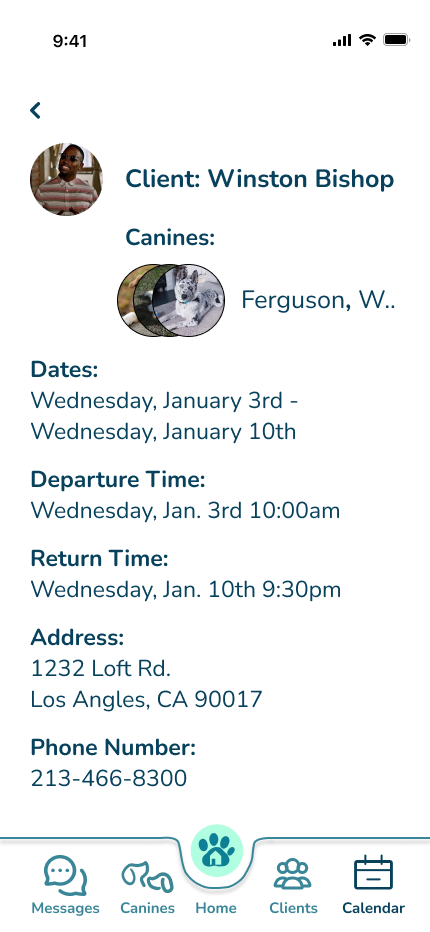 9:41
Client: Winston Bishop
Canines:
Ferguson, W..
Dates:
Wednesday, January 3rd -
Wednesday, January 10th
Departure Time:
Wednesday, Jan. 3rd 10:00am
Return Time:
Wednesday, Jan. 10th 9:30pm
Address:
1232 Loft Rd.
Los Angles, CA 90017
Phone Number:
213-466-8300
Messages Canines Home Clients Calendar